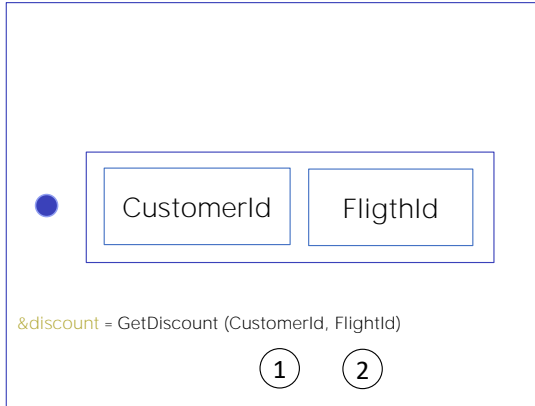 CustomerId FligthId
&discount = GetDiscount (CustomerId, FlightId)
1 2